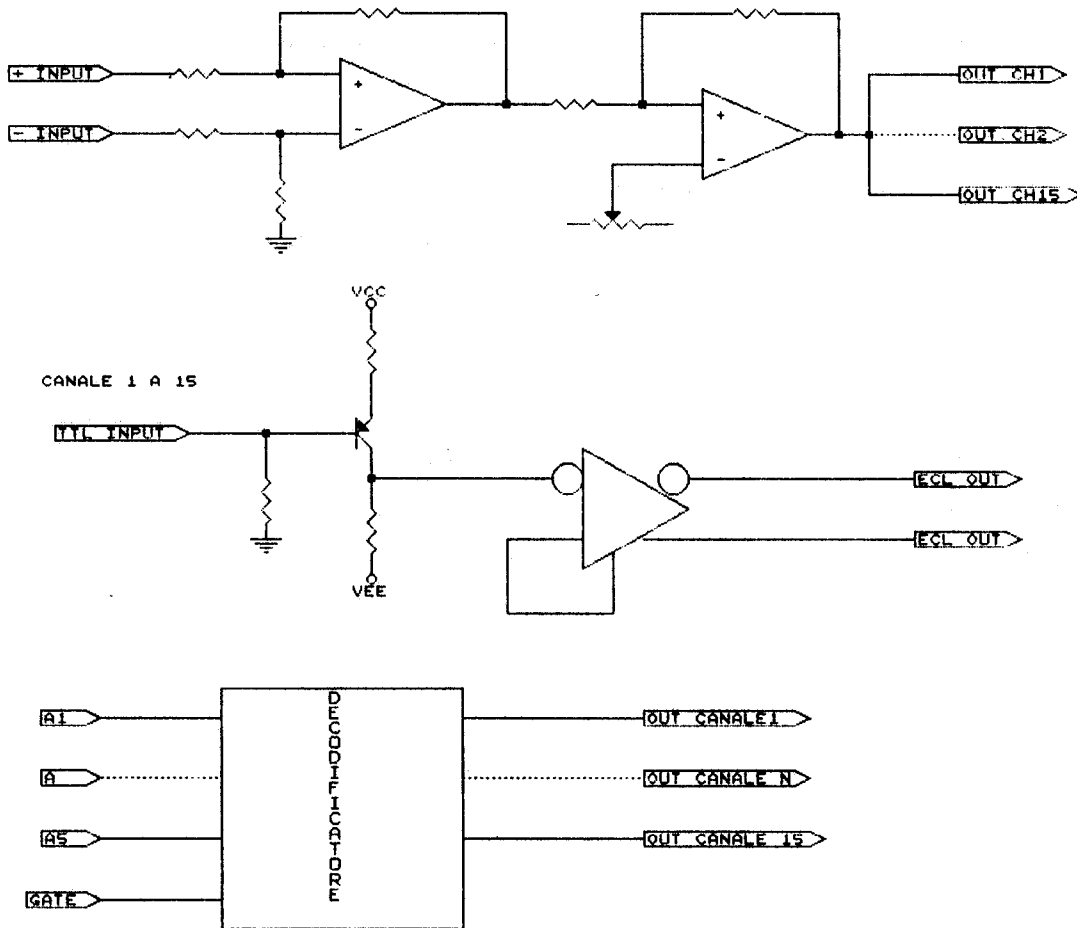 + INPUT
- INPUT
+
-
+
-
OUT CH1
OUT CH2
OUT CH15
VCC
CANALE 1 A 15
TTL INPUT
ECL OUT
ECL OUT
VEE
DECODIFICATORE
A1
A
A5
GATE
OUT CANALE1
OUT CANALE N
OUT CANALE 15